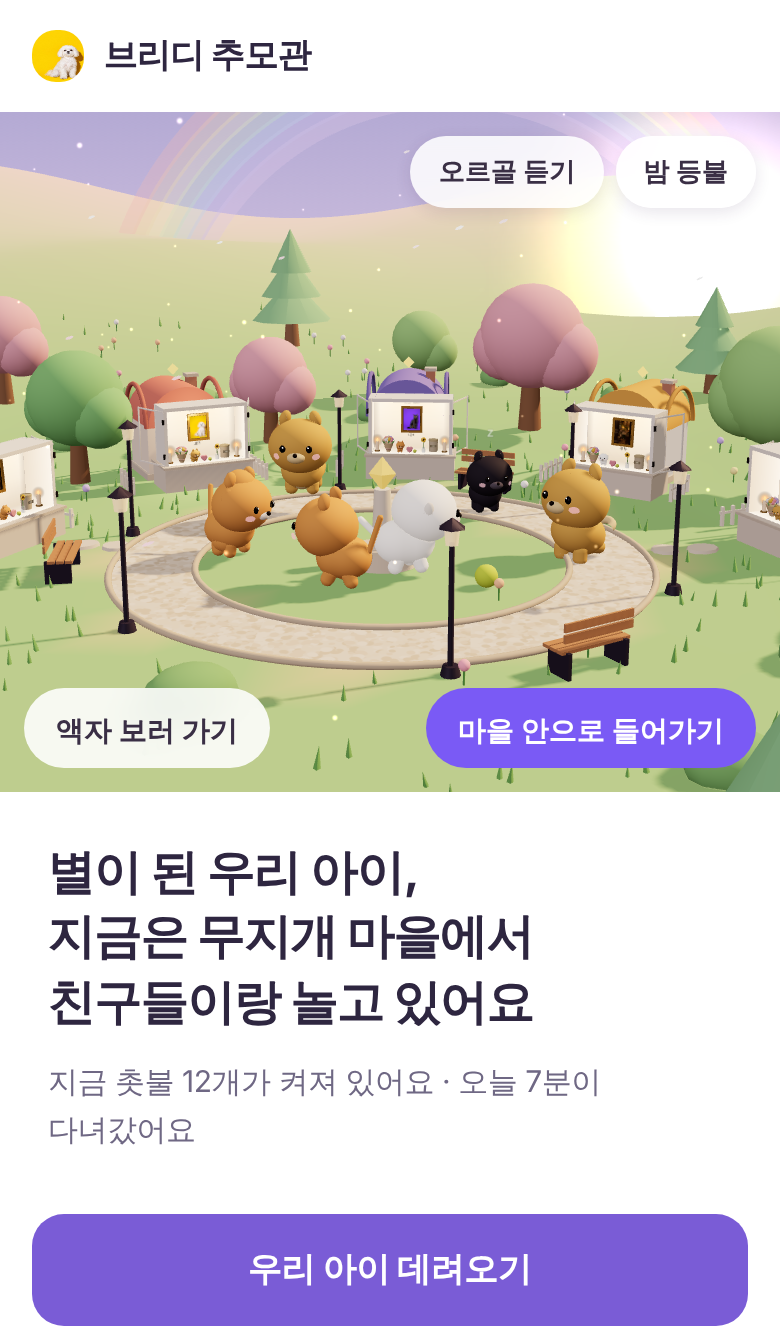 브리디 추모관
오르골 듣기
밤 등불
액자 보러 가기
마을 안으로 들어가기
별이 된 우리 아이,
지금은 무지개 마을에서
친구들이랑 놀고 있어요
지금 촛불 12개가 켜져 있어요 · 오늘 7분이
다녀갔어요
우리 아이 데려오기